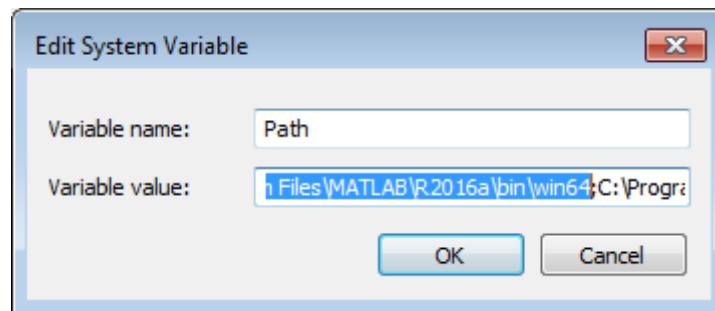 Edit System Variable
Variable name: Path
Variable value: n Files\MATLAB\R2016a\bin\win64;C:\Progra
OK Cancel